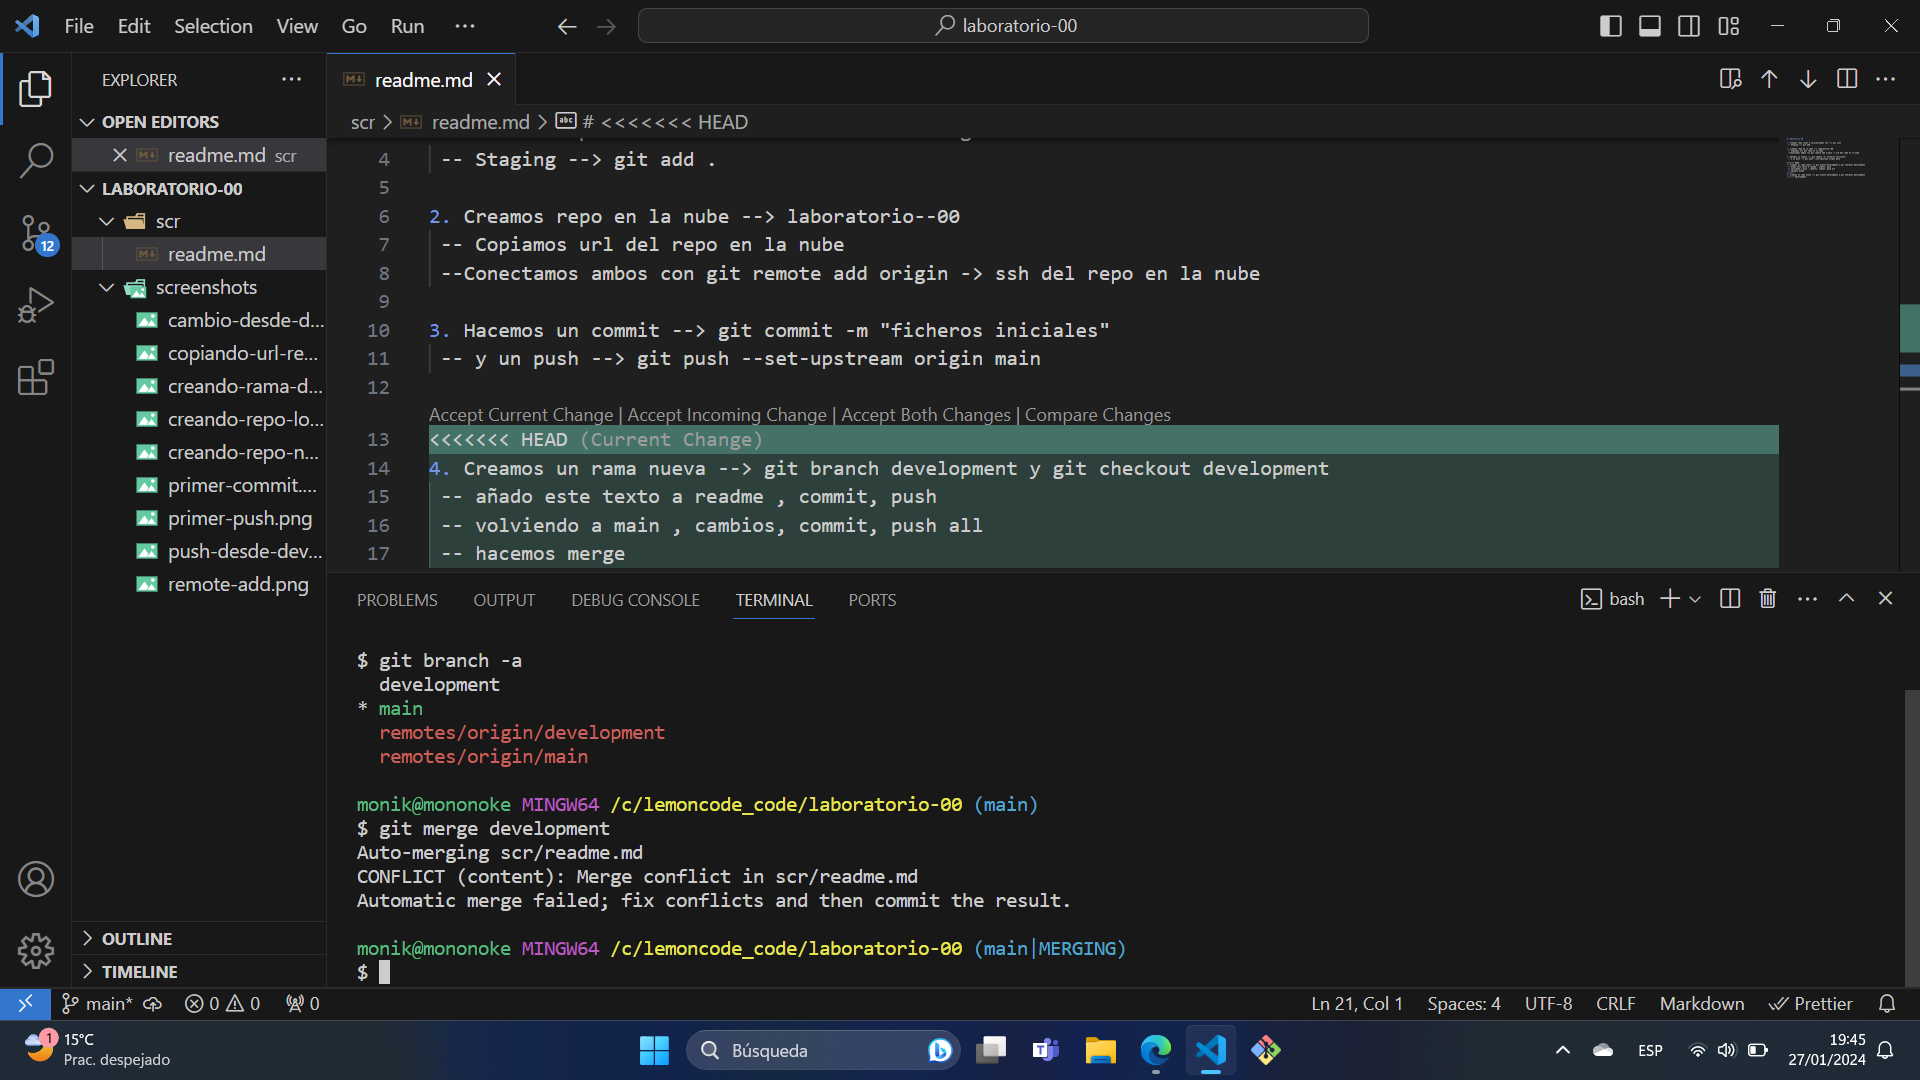 File Edit Selection View Go Run ··· laboratorio-00
EXPLORER ···
OPEN EDITORS
readme.md scr
LABORATORIO-00
scr
readme.md
screenshots
cambio-desde-d...
copiando-url-re...
creando-rama-d...
creando-repo-lo...
creando-repo-n...
primer-commit....
primer-push.png
push-desde-dev...
remote-add.png
OUTLINE
TIMELINE
12
readme.md
scr > readme.md > # <<<<<<< HEAD
4 -- Staging --> git add .
5
6 2. Creamos repo en la nube --> laboratorio--00
7 -- Copiamos url del repo en la nube
8 --Conectamos ambos con git remote add origin -> ssh del repo en la nube
9
10 3. Hacemos un commit --> git commit -m "ficheros iniciales"
11 -- y un push --> git push --set-upstream origin main
12
Accept Current Change | Accept Incoming Change | Accept Both Changes | Compare Changes
13 <<<<<<< HEAD (Current Change)
14 4. Creamos un rama nueva --> git branch development y git checkout development
15 -- añado este texto a readme , commit, push
16 -- volviendo a main , cambios, commit, push all
17 -- hacemos merge
PROBLEMS OUTPUT DEBUG CONSOLE TERMINAL PORTS bash
$ git branch -a
development
* main
remotes/origin/development
remotes/origin/main
monik@mononoke MINGW64 /c/lemoncode_code/laboratorio-00 (main)
$ git merge development
Auto-merging scr/readme.md
CONFLICT (content): Merge conflict in scr/readme.md
Automatic merge failed; fix conflicts and then commit the result.
monik@mononoke MINGW64 /c/lemoncode_code/laboratorio-00 (main|MERGING)
$
main* 0 0 0 Ln 21, Col 1 Spaces: 4 UTF-8 CRLF Markdown Prettier
1 15°C
Prac. despejado
Búsqueda
ESP
19:45
27/01/2024